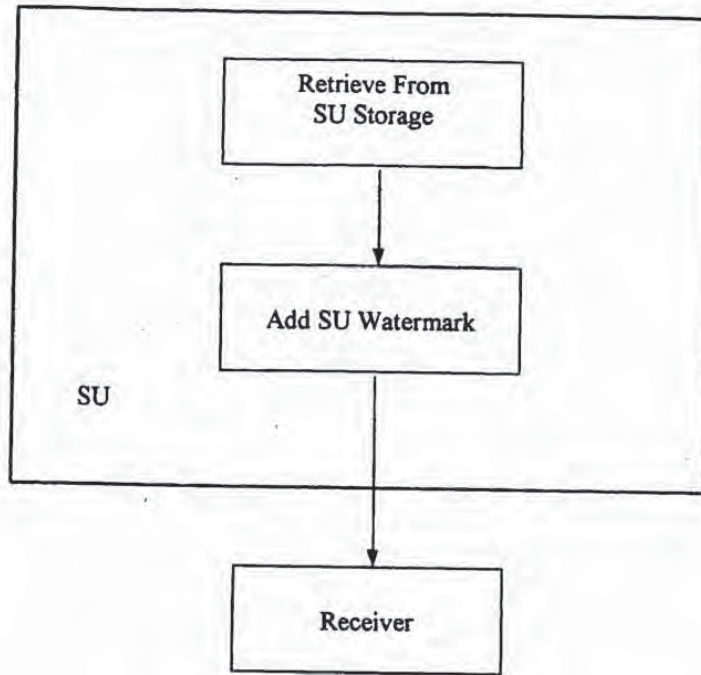 Retrieve From
SU Storage
Add SU Watermark
SU
Receiver